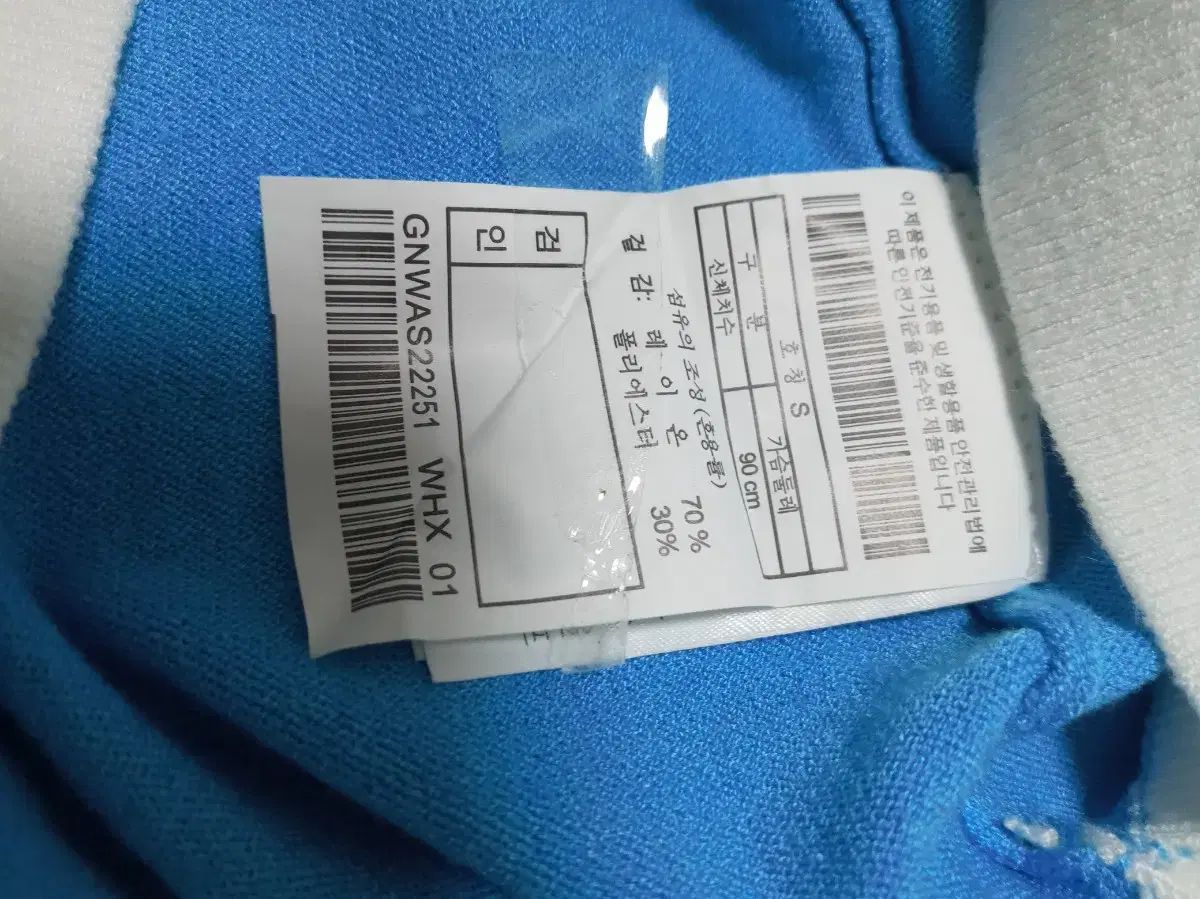 이 제품은 전기용품 및 생활용품 안전관리 법에
따른 안전기준을 준수한 제품입니다
호칭 S
구분 가슴둘레
신체치수 90 cm
섬유의 조성 (혼용률)
겉감: 레이온 70%
폴리에스터 30%
검인
GNWAS22251 WHX 01